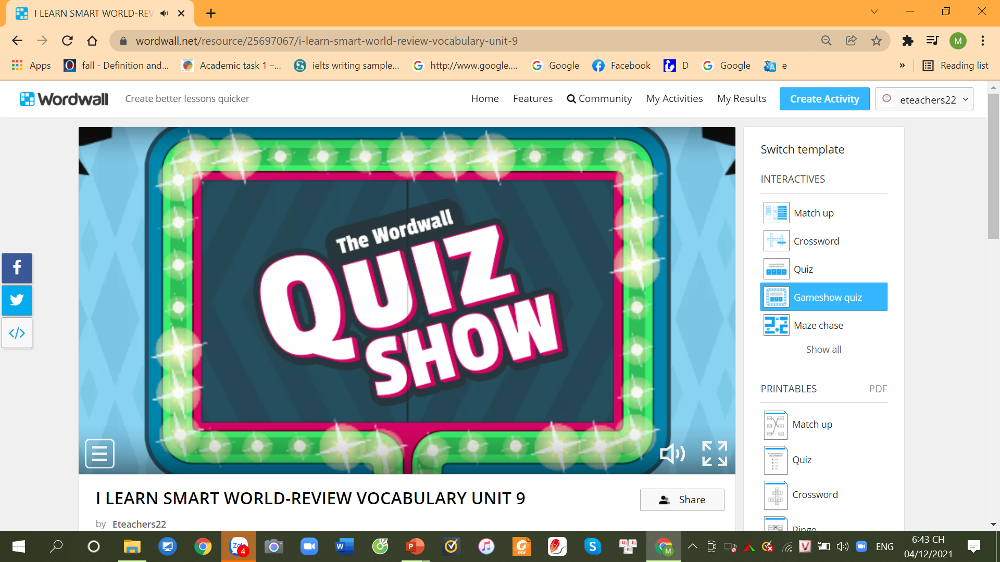 I LEARN SMART WORLD-REV
wordwall.net/resource/25697067/i-learn-smart-world-review-vocabulary-unit-9
M
Apps
fall - Definition and...
Academic task 1 –...
ielts writing sample...
http://www.google....
Google
Facebook
D
Google
e
»
Reading list
Wordwall
Create better lessons quicker
Home
Features
Community
My Activities
My Results
Create Activity
eteachers22
The Wordwall
QUIZ
SHOW
Switch template
INTERACTIVES
Match up
Crossword
Quiz
Gameshow quiz
Maze chase
Show all
PRINTABLES PDF
Match up
Quiz
Crossword
Bingo
I LEARN SMART WORLD-REVIEW VOCABULARY UNIT 9
Share
by Eteachers22
4
ENG
6:43 CH
04/12/2021